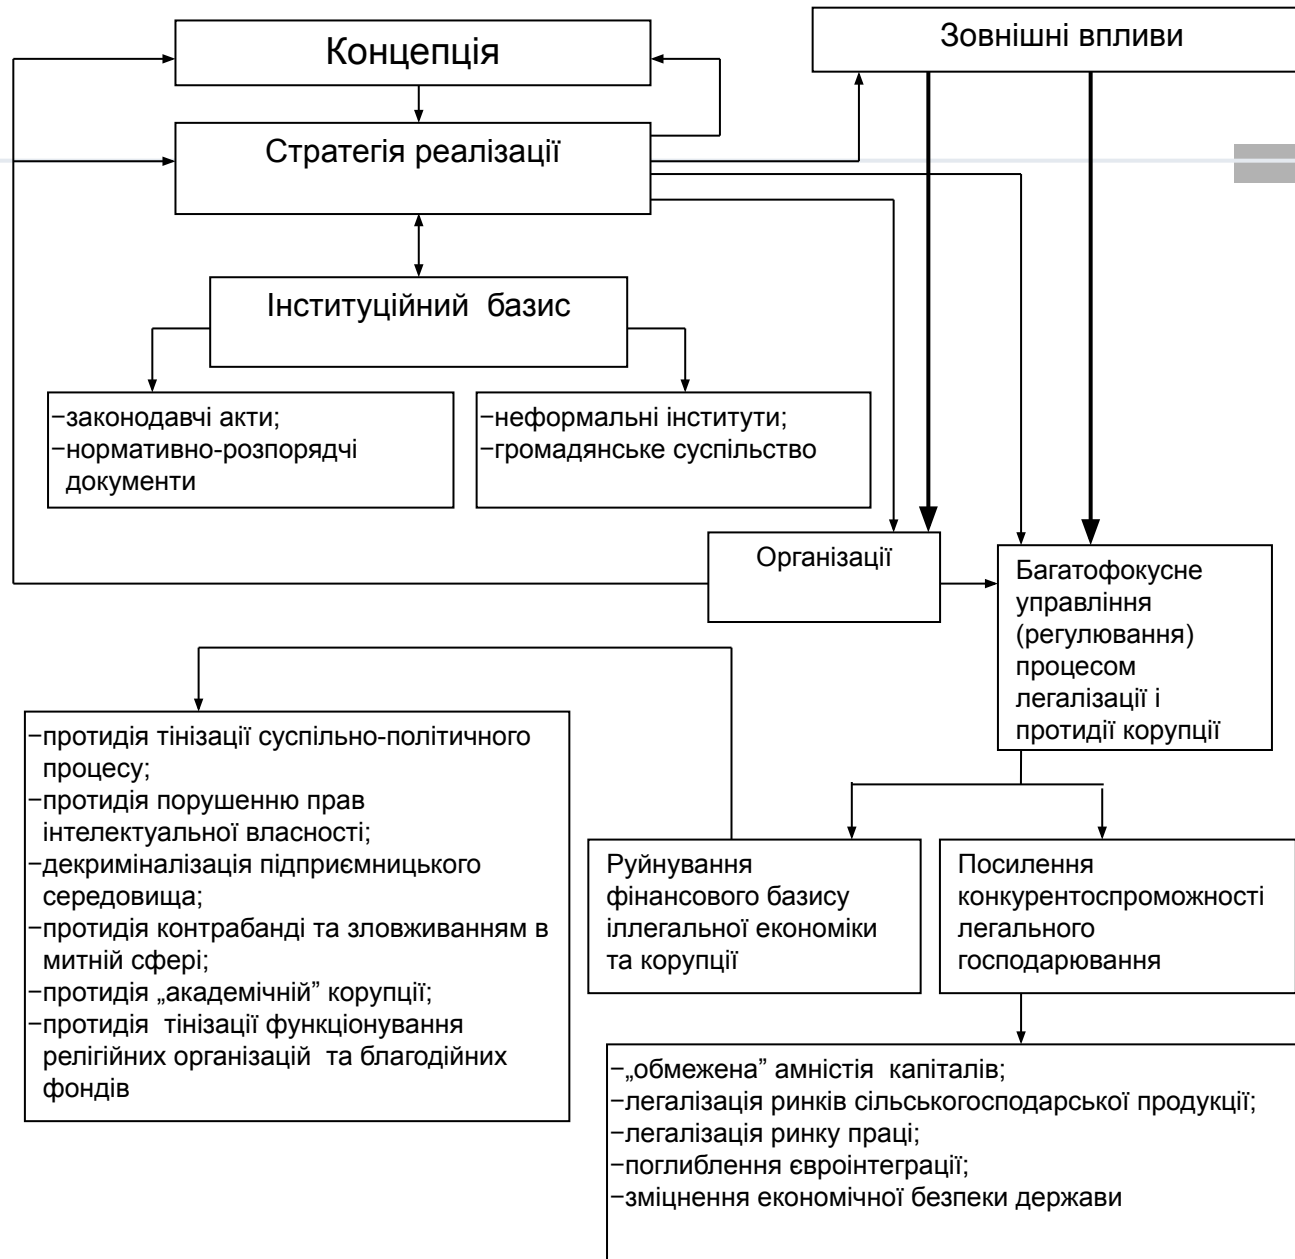 Концепція
Зовнішні впливи
Стратегія реалізації
Інституційний базис
–законодавчі акти;
–нормативно-розпорядчі
документи
–неформальні інститути;
–громадянське суспільство
Організації
Багатофокусне
управління
(регулювання)
процесом
легалізації і
протидії корупції
–протидія тінізації суспільно-політичного
процесу;
–протидія порушенню прав
інтелектуальної власності;
–декриміналізація підприємницького
середовища;
–протидія контрабанді та зловживанням в
митній сфері;
–протидія „академічній” корупції;
–протидія тінізації функціонування
релігійних організацій та благодійних
фондів
Руйнування
фінансового базису
іллегальної економіки
та корупції
Посилення
конкурентоспроможності
легального
господарювання
–„обмежена” амністія капіталів;
–легалізація ринків сільськогосподарської продукції;
–легалізація ринку праці;
–поглиблення євроінтеграції;
–зміцнення економічної безпеки держави